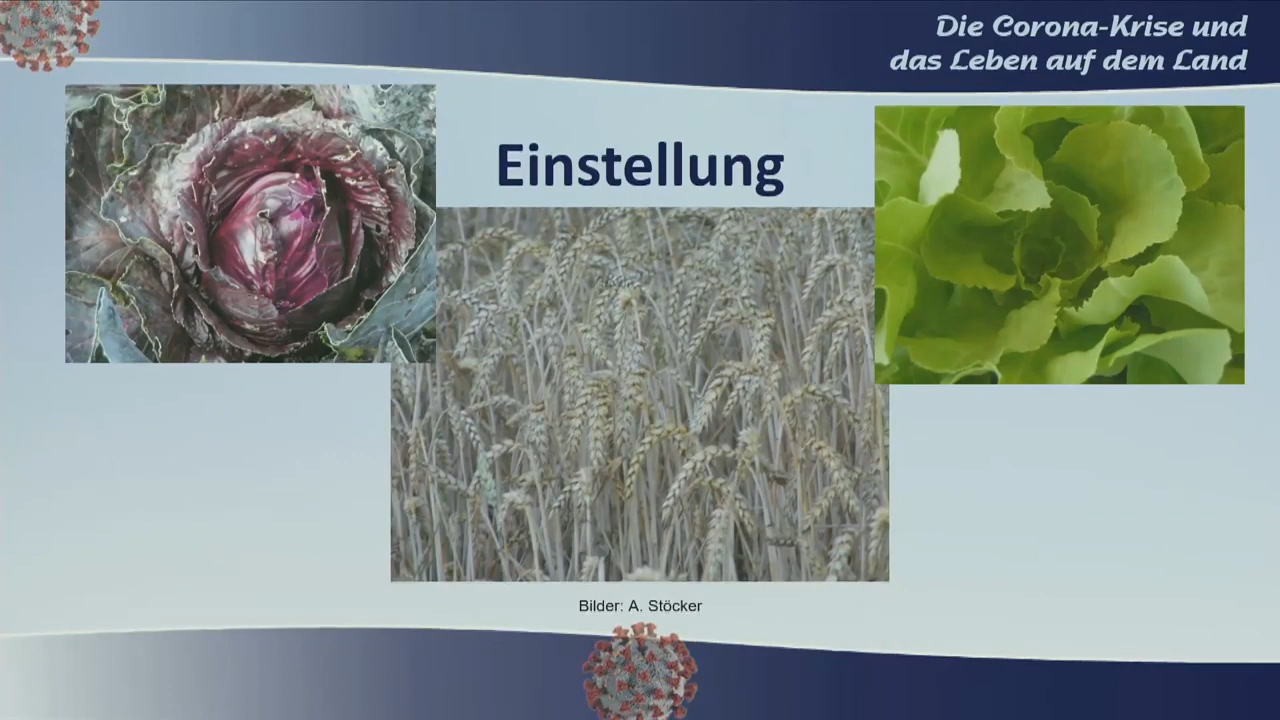 Die Corona-Krise und
das Leben auf dem Land
Einstellung
Bilder: A. Stöcker